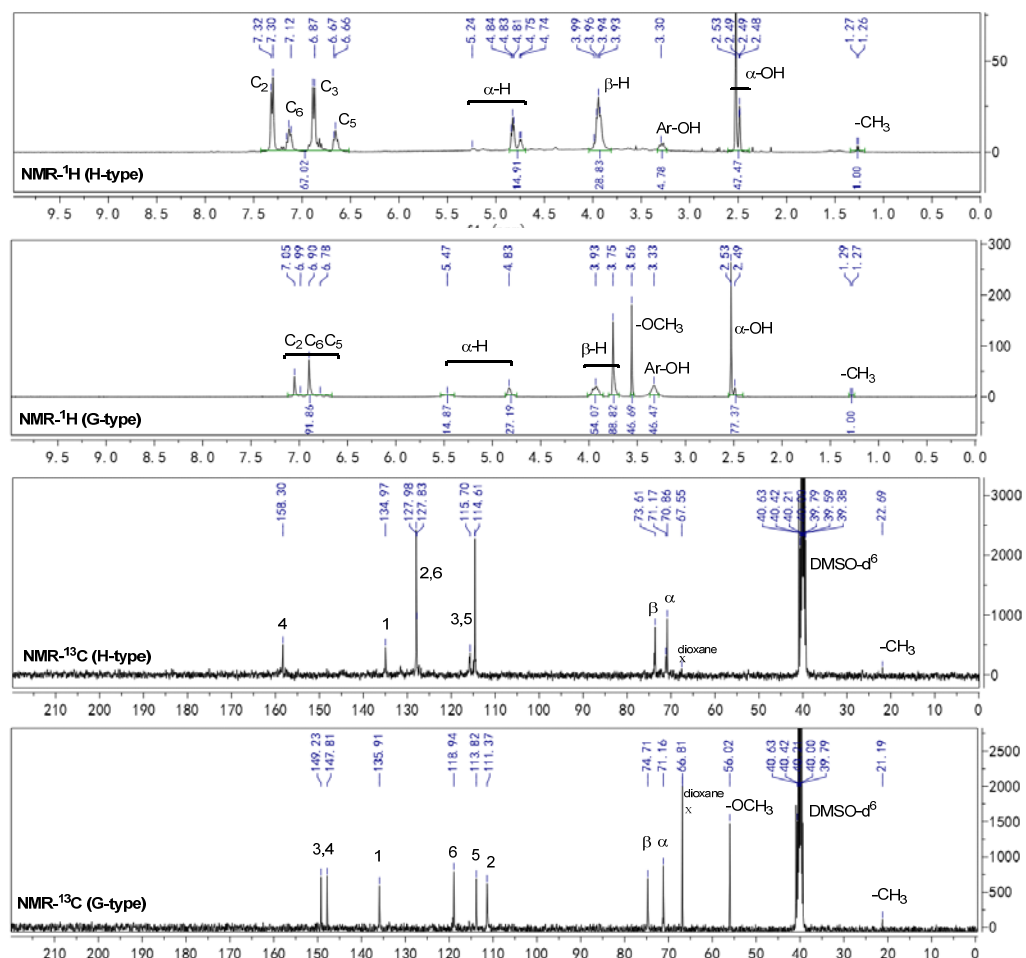 7.32 7.30 7.12 6.87 6.67 6.66 5.24 4.84 4.83 4.81 4.75 4.74 3.99 3.96 3.94 3.93 3.30 2.53 2.49 2.49 2.48 1.27 1.26
C2 C6 C3 C5 α-H β-H Ar-OH α-OH -CH3
50
0
67.02 14.91 28.83 4.78 47.47 1.00
NMR-1H (H-type)
9.5 9.0 8.5 8.0 7.5 7.0 6.5 6.0 5.5 5.0 4.5 4.0 3.5 3.0 2.5 2.0 1.5 1.0 0.5 0.0
7.05 6.99 6.90 6.78 5.47 4.83 3.93 3.75 3.56 3.33 2.53 2.49 1.29 1.27
C2C6C5 α-H β-H -OCH3 Ar-OH α-OH -CH3
300
200
100
0
91.86 14.87 27.19 54.07 88.82 46.69 46.47 77.37 1.00
NMR-1H (G-type)
9.5 9.0 8.5 8.0 7.5 7.0 6.5 6.0 5.5 5.0 4.5 4.0 3.5 3.0 2.5 2.0 1.5 1.0 0.5 0.0
158.30 134.97 127.98 127.83 115.70 114.61 73.61 71.17 70.86 67.55 40.63 40.42 40.21 39.79 39.59 39.38 22.69
3000
2000
1000
0
4 1 2,6 3,5 β α dioxane x DMSO-d6 -CH3
NMR-13C (H-type)
210 200 190 180 170 160 150 140 130 120 110 100 90 80 70 60 50 40 30 20 10 0
149.23 147.81 135.91 118.94 113.82 111.37 74.71 71.16 66.81 56.02 40.63 40.42 40.21 40.00 39.79 21.19
2500
2000
1500
1000
500
0
3,4 1 6 5 2 β α dioxane x -OCH3 DMSO-d6 -CH3
NMR-13C (G-type)
210 200 190 180 170 160 150 140 130 120 110 100 90 80 70 60 50 40 30 20 10 0